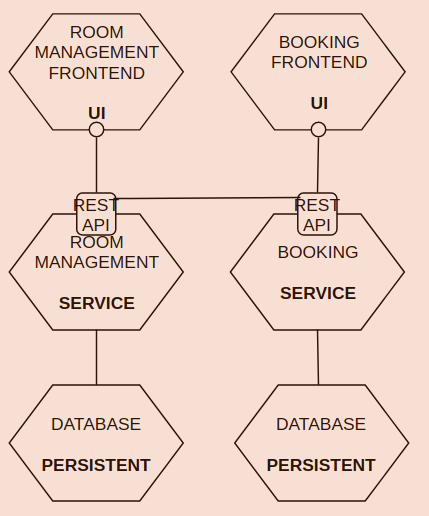 ROOM
MANAGEMENT
FRONTEND
UI
BOOKING
FRONTEND
UI
REST
API
REST
API
ROOM
MANAGEMENT
SERVICE
BOOKING
SERVICE
DATABASE
PERSISTENT
DATABASE
PERSISTENT